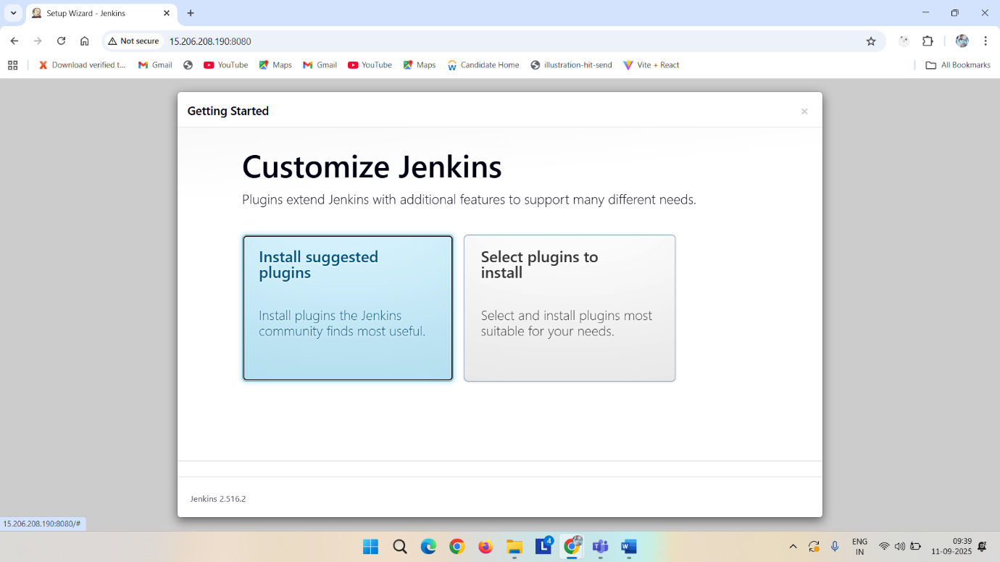 Setup Wizard - Jenkins
Not secure
15.206.208.190:8080
Download verified t...
Gmail
YouTube
Maps
Gmail
YouTube
Maps
Candidate Home
illustration-hit-send
Vite + React
All Bookmarks
Getting Started
Customize Jenkins
Plugins extend Jenkins with additional features to support many different needs.
Install suggested
plugins
Install plugins the Jenkins
community finds most useful.
Select plugins to
install
Select and install plugins most
suitable for your needs.
Jenkins 2.516.2
15.206.208.190:8080/#
4
ENG
IN
09:39
11-09-2025